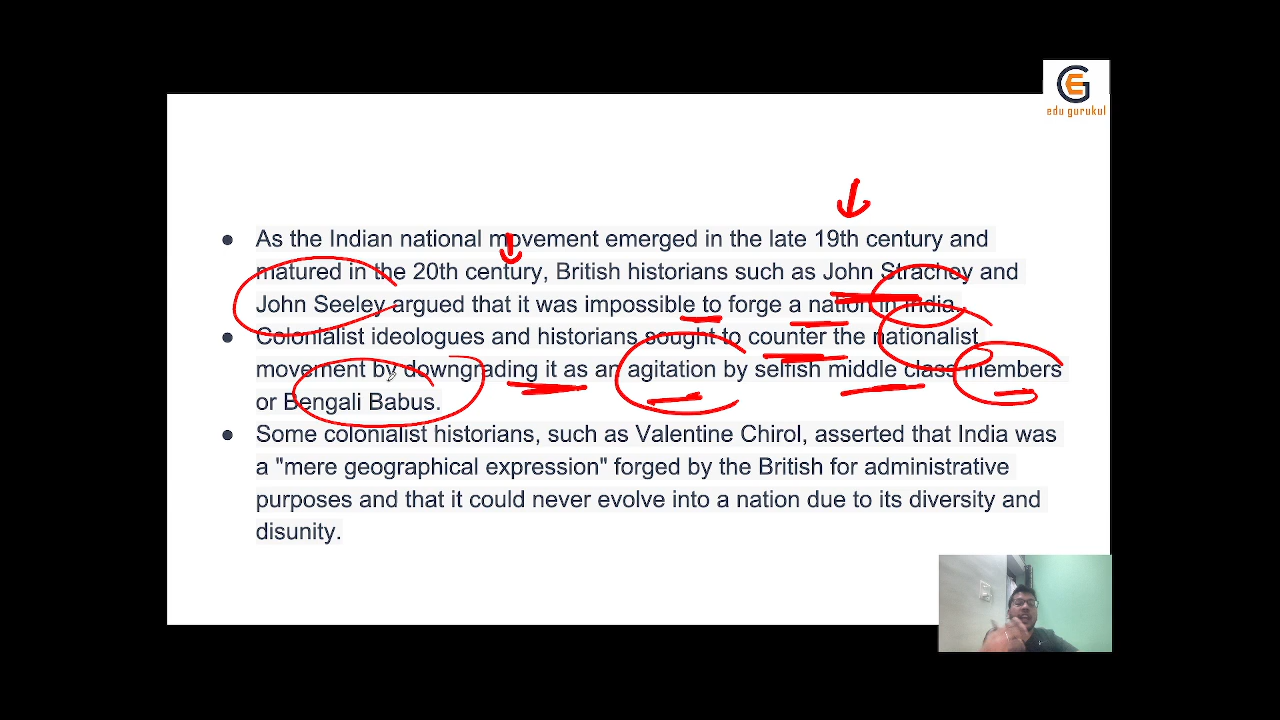 edu gurukul
As the Indian national movement emerged in the late 19th century and
matured in the 20th century, British historians such as John Strachey and
John Seeley argued that it was impossible to forge a nation in India.
Colonialist ideologues and historians sought to counter the nationalist
movement by downgrading it as an agitation by selfish middle class members
or Bengali Babus.
Some colonialist historians, such as Valentine Chirol, asserted that India was
a "mere geographical expression" forged by the British for administrative
purposes and that it could never evolve into a nation due to its diversity and
disunity.